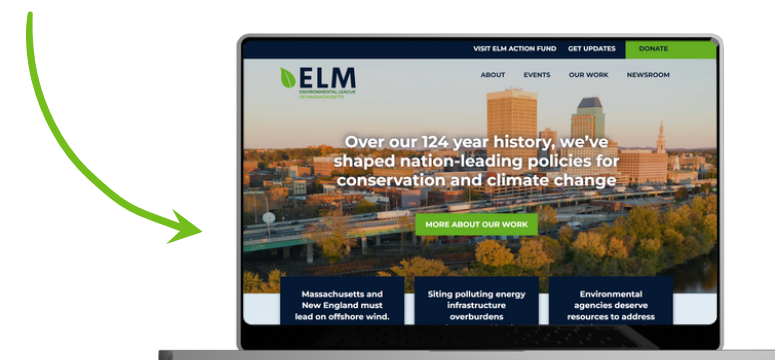 VISIT ELM ACTION FUND GET UPDATES DONATE
ELM
ENVIRONMENTAL LEAGUE
OF MASSACHUSETTS
ABOUT EVENTS OUR WORK NEWSROOM
Over our 124 year history, we've
shaped nation-leading policies for
conservation and climate change
MORE ABOUT OUR WORK
Massachusetts and
New England must
lead on offshore wind.
Siting polluting energy
infrastructure
overburdens
Environmental
agencies deserve
resources to address